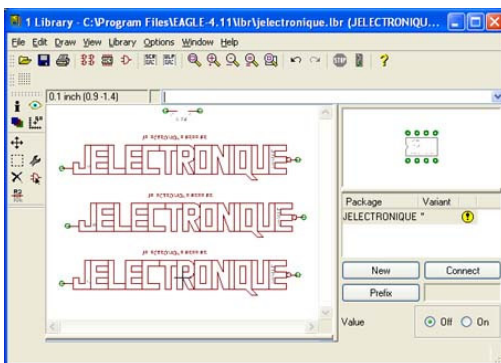 1 Library - C:\Program Files\EAGLE-4.11\lbr\jelectronique.lbr (JELECTRONIQU...
File Edit Draw View Library Options Window Help
0.1 inch (0.9 -1.4)
JELECTRONIQUE
JELECTRONIQUE
JELECTRONIQUE
Package Variant
JELECTRONIQUE "
New Connect
Prefix
Value Off On